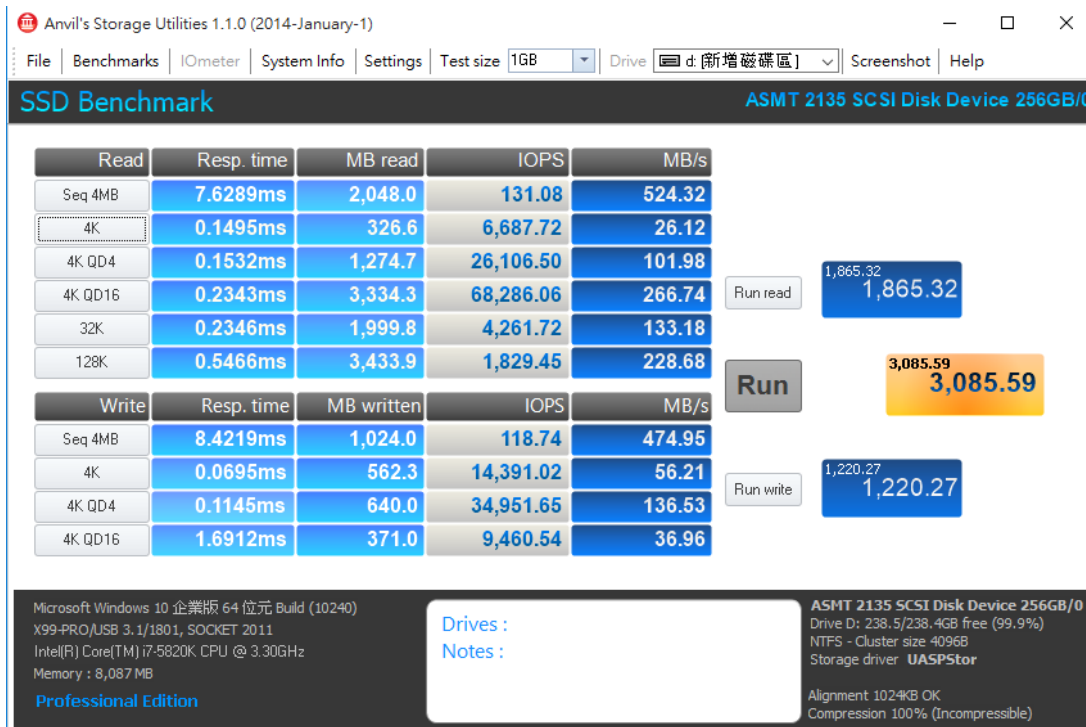 Anvil's Storage Utilities 1.1.0 (2014-January-1)
File Benchmarks IOmeter System Info Settings Test size 1GB Drive d: [新增磁碟區] Screenshot Help
SSD Benchmark ASMT 2135 SCSI Disk Device 256GB/0
Read Resp. time MB read IOPS MB/s
Seq 4MB 7.6289ms 2,048.0 131.08 524.32
4K 0.1495ms 326.6 6,687.72 26.12
4K QD4 0.1532ms 1,274.7 26,106.50 101.98
4K QD16 0.2343ms 3,334.3 68,286.06 266.74
32K 0.2346ms 1,999.8 4,261.72 133.18
128K 0.5466ms 3,433.9 1,829.45 228.68
Run read
1,865.32
1,865.32
Run
3,085.59
3,085.59
Write Resp. time MB written IOPS MB/s
Seq 4MB 8.4219ms 1,024.0 118.74 474.95
4K 0.0695ms 562.3 14,391.02 56.21
4K QD4 0.1145ms 640.0 34,951.65 136.53
4K QD16 1.6912ms 371.0 9,460.54 36.96
Run write
1,220.27
1,220.27
Microsoft Windows 10 企業版 64 位元 Build (10240)
X99-PRO/USB 3.1/1801, SOCKET 2011
Intel(R) Core(TM) i7-5820K CPU @ 3.30GHz
Memory : 8,087 MB
Professional Edition
Drives :
Notes :
ASMT 2135 SCSI Disk Device 256GB/0
Drive D: 238.5/238.4GB free (99.9%)
NTFS - Cluster size 4096B
Storage driver UASPStor
Alignment 1024KB OK
Compression 100% (Incompressible)